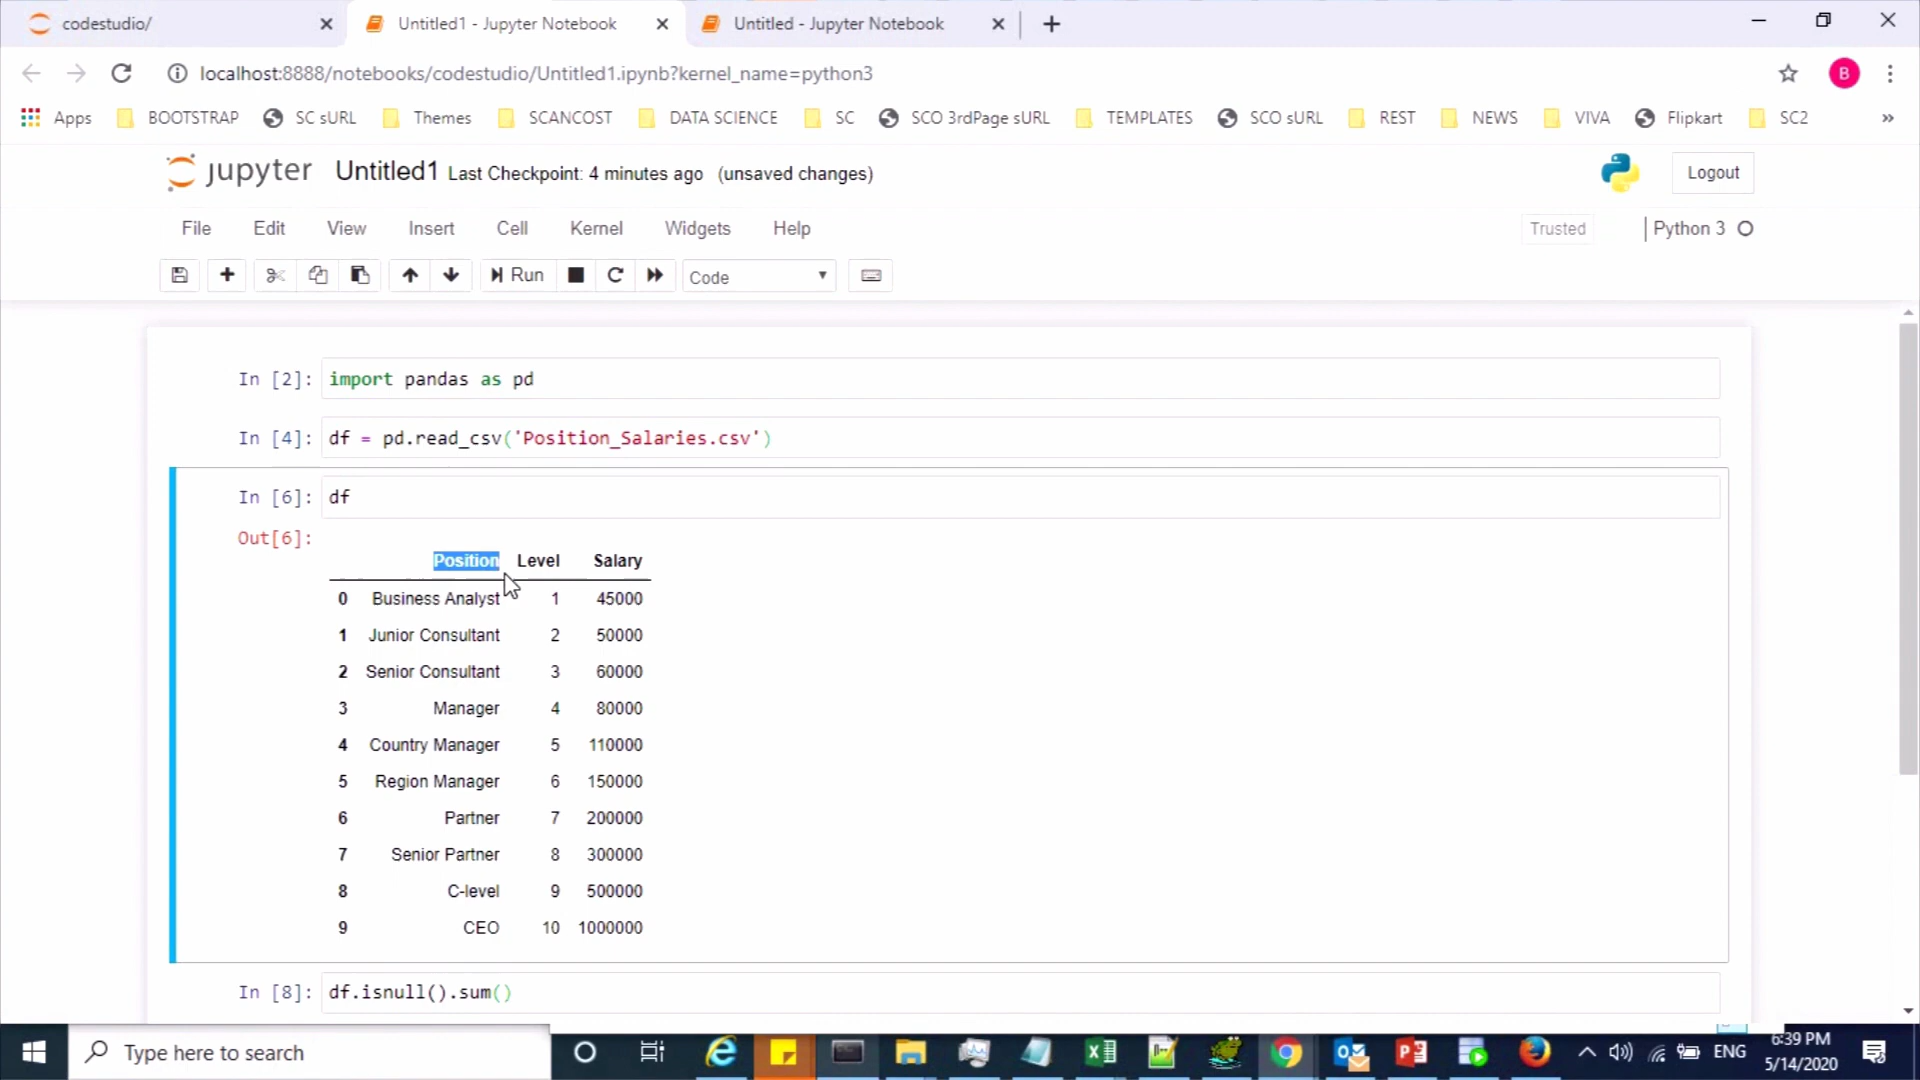 codestudio/
Untitled1 - Jupyter Notebook
Untitled - Jupyter Notebook
localhost:8888/notebooks/codestudio/Untitled1.ipynb?kernel_name=python3
B
Apps BOOTSTRAP SC sURL Themes SCANCOST DATA SCIENCE SC SCO 3rdPage sURL TEMPLATES SCO sURL REST NEWS VIVA Flipkart SC2 »
jupyter Untitled1 Last Checkpoint: 4 minutes ago (unsaved changes)
Logout
File Edit View Insert Cell Kernel Widgets Help
Trusted
Python 3
Run
Code
In [2]: import pandas as pd
In [4]: df = pd.read_csv('Position_Salaries.csv')
In [6]: df
Out[6]:
Position Level Salary
0 Business Analyst 1 45000
1 Junior Consultant 2 50000
2 Senior Consultant 3 60000
3 Manager 4 80000
4 Country Manager 5 110000
5 Region Manager 6 150000
6 Partner 7 200000
7 Senior Partner 8 300000
8 C-level 9 500000
9 CEO 10 1000000
In [8]: df.isnull().sum()
Type here to search
ENG
6:39 PM
5/14/2020